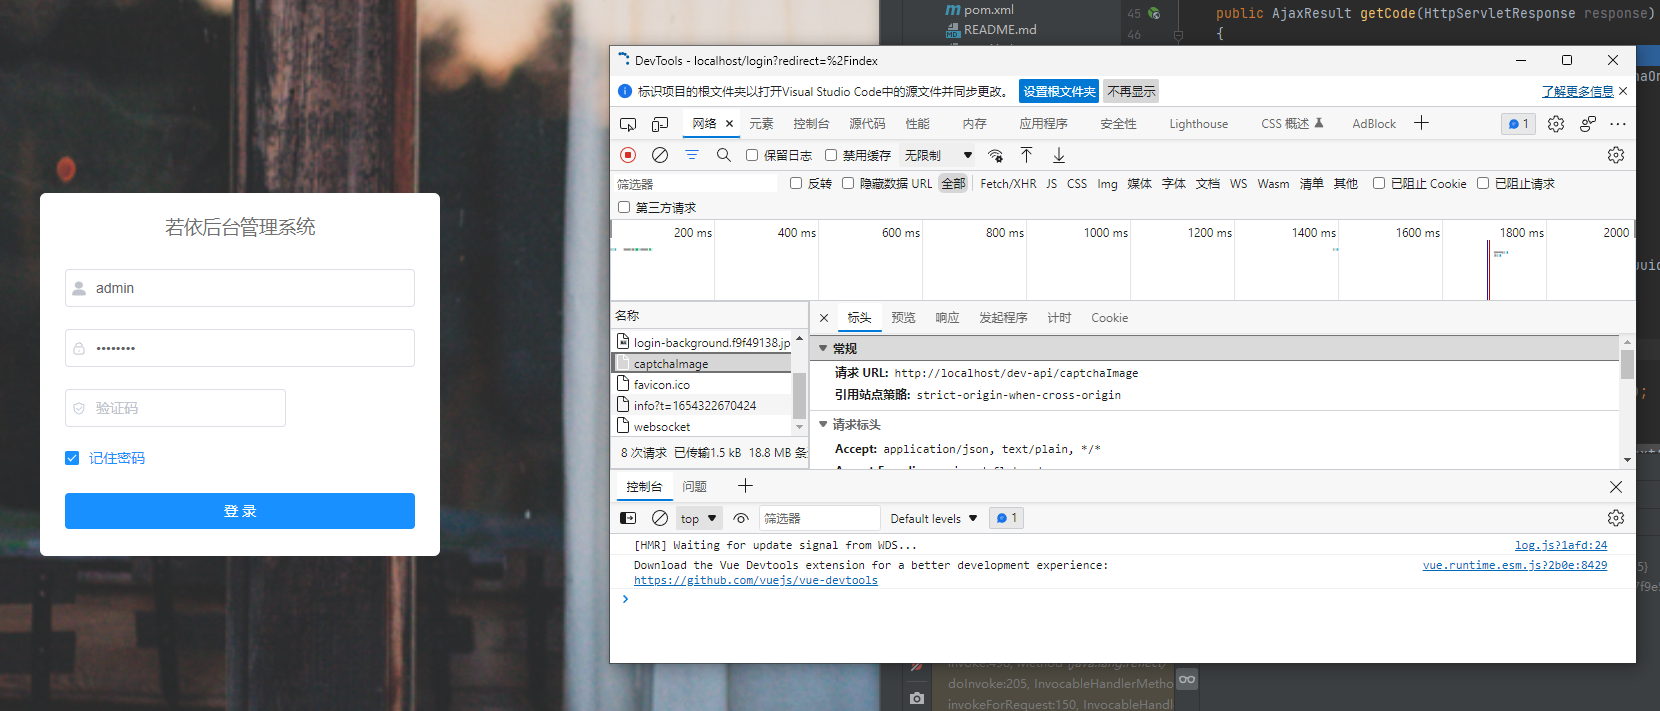 pom.xml
README.md
45
46
public AjaxResult getCode(HttpServletResponse response)
{
DevTools - localhost/login?redirect=%2Findex
标识项目的根文件夹以打开Visual Studio Code中的源文件并同步更改。 设置根文件夹 不再显示 了解更多信息
网络 元素 控制台 源代码 性能 内存 应用程序 安全性 Lighthouse CSS 概述 AdBlock 1
保留日志 禁用缓存 无限制
筛选器 反转 隐藏数据 URL 全部 Fetch/XHR JS CSS Img 媒体 字体 文档 WS Wasm 清单 其他 已阻止 Cookie 已阻止请求
第三方请求
200 ms 400 ms 600 ms 800 ms 1000 ms 1200 ms 1400 ms 1600 ms 1800 ms 2000
名称
login-background.f9f49138.jp
captchaImage
favicon.ico
info?t=1654322670424
websocket
8 次请求 已传输1.5 kB 18.8 MB 条
标头 预览 响应 发起程序 计时 Cookie
常规
请求 URL: http://localhost/dev-api/captchaImage
引用站点策略: strict-origin-when-cross-origin
请求标头
Accept: application/json, text/plain, */*
控制台 问题
top 筛选器 Default levels 1
[HMR] Waiting for update signal from WDS... log.js?1afd:24
Download the Vue Devtools extension for a better development experience: vue.runtime.esm.js?2b0e:8429
https://github.com/vuejs/vue-devtools
若依后台管理系统
admin
••••••••
验证码
记住密码
登 录
doInvoke:205, InvocableHandlerMetho
invokeForRequest:150, InvocableHandl